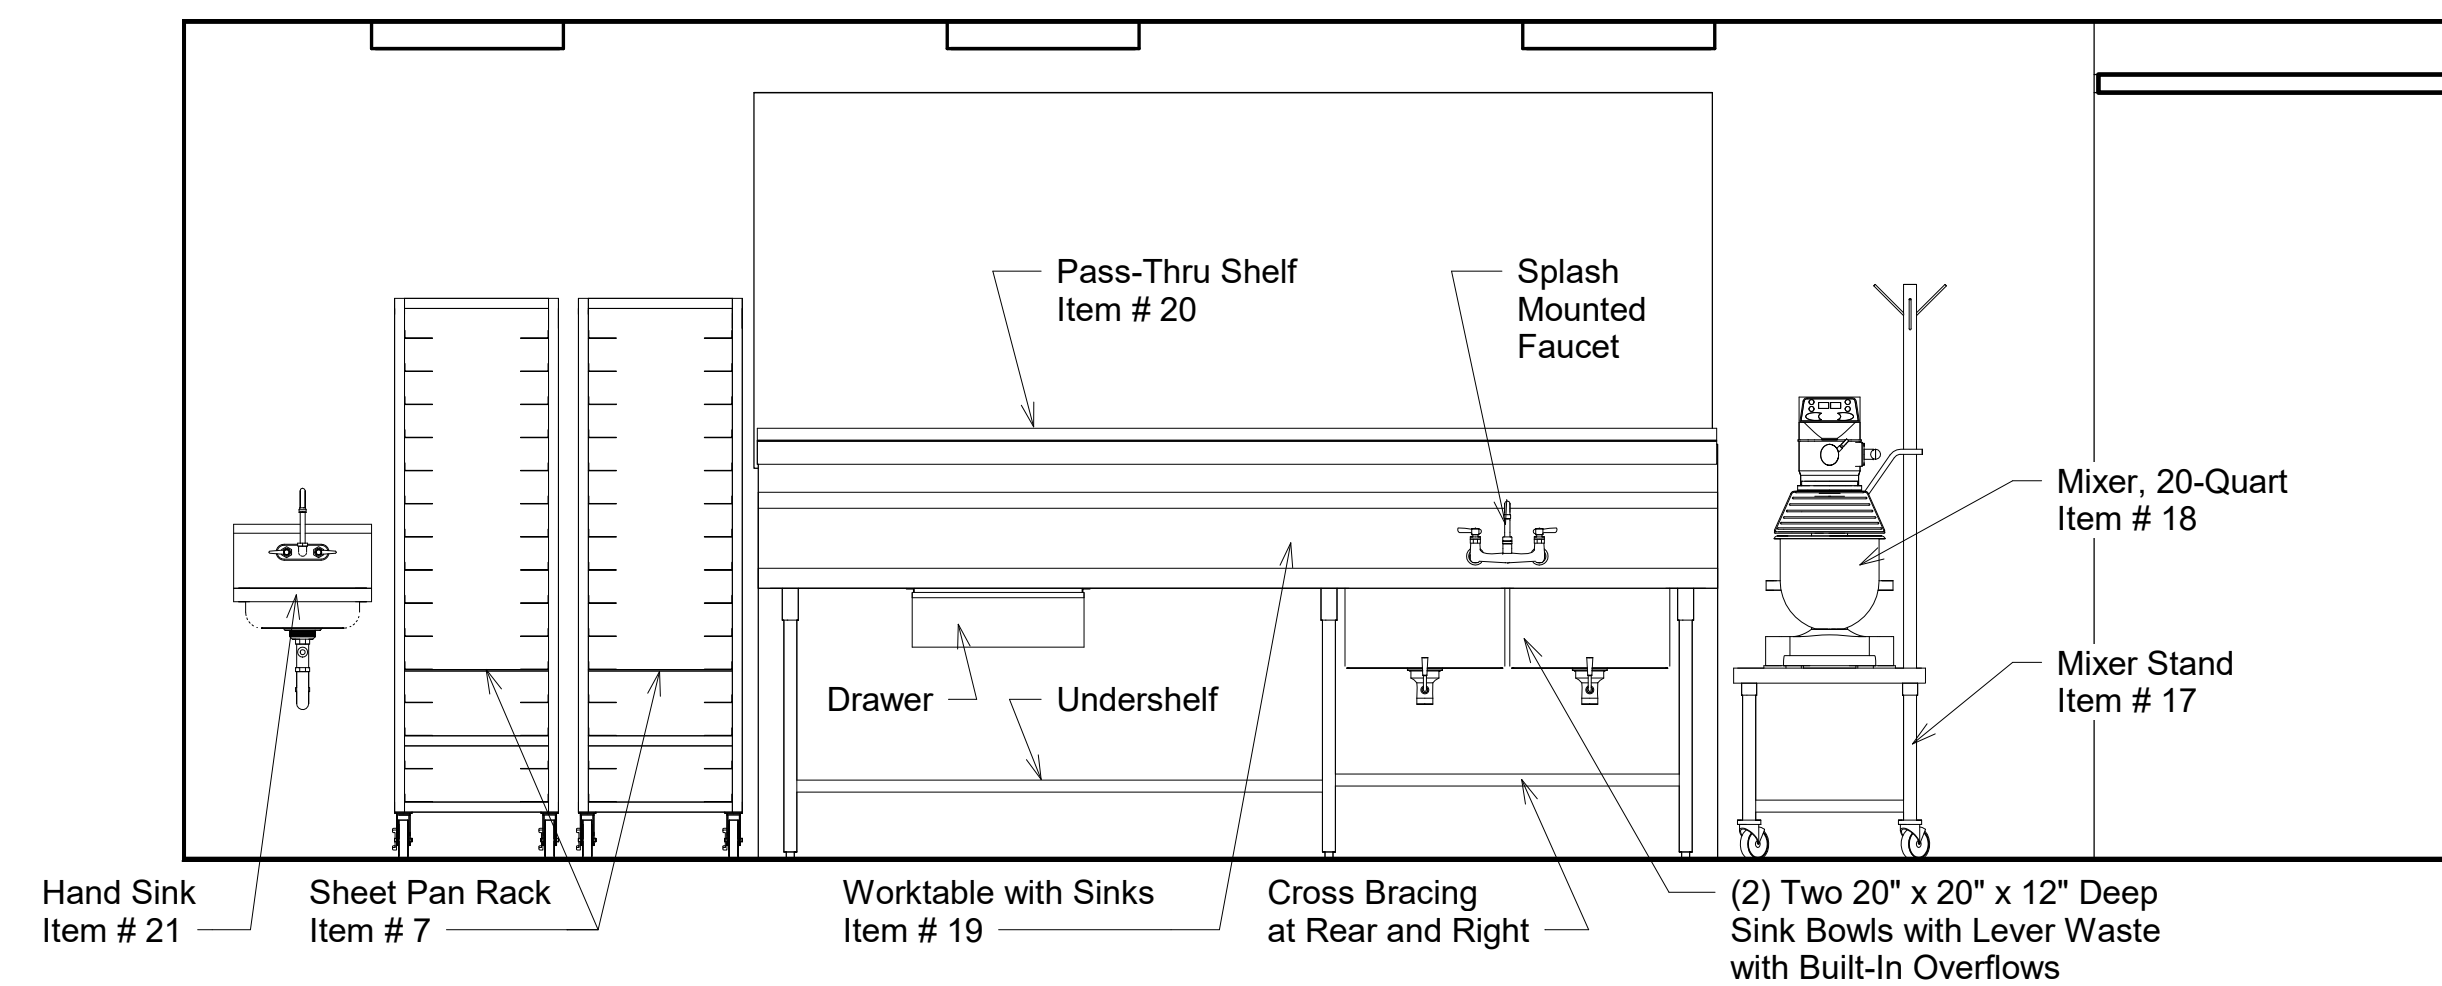 Pass-Thru Shelf
Item # 20
Splash
Mounted
Faucet
Mixer, 20-Quart
Item # 18
Mixer Stand
Item # 17
Drawer
Undershelf
Hand Sink
Item # 21
Sheet Pan Rack
Item # 7
Worktable with Sinks
Item # 19
Cross Bracing
at Rear and Right
(2) Two 20" x 20" x 12" Deep
Sink Bowls with Lever Waste
with Built-In Overflows